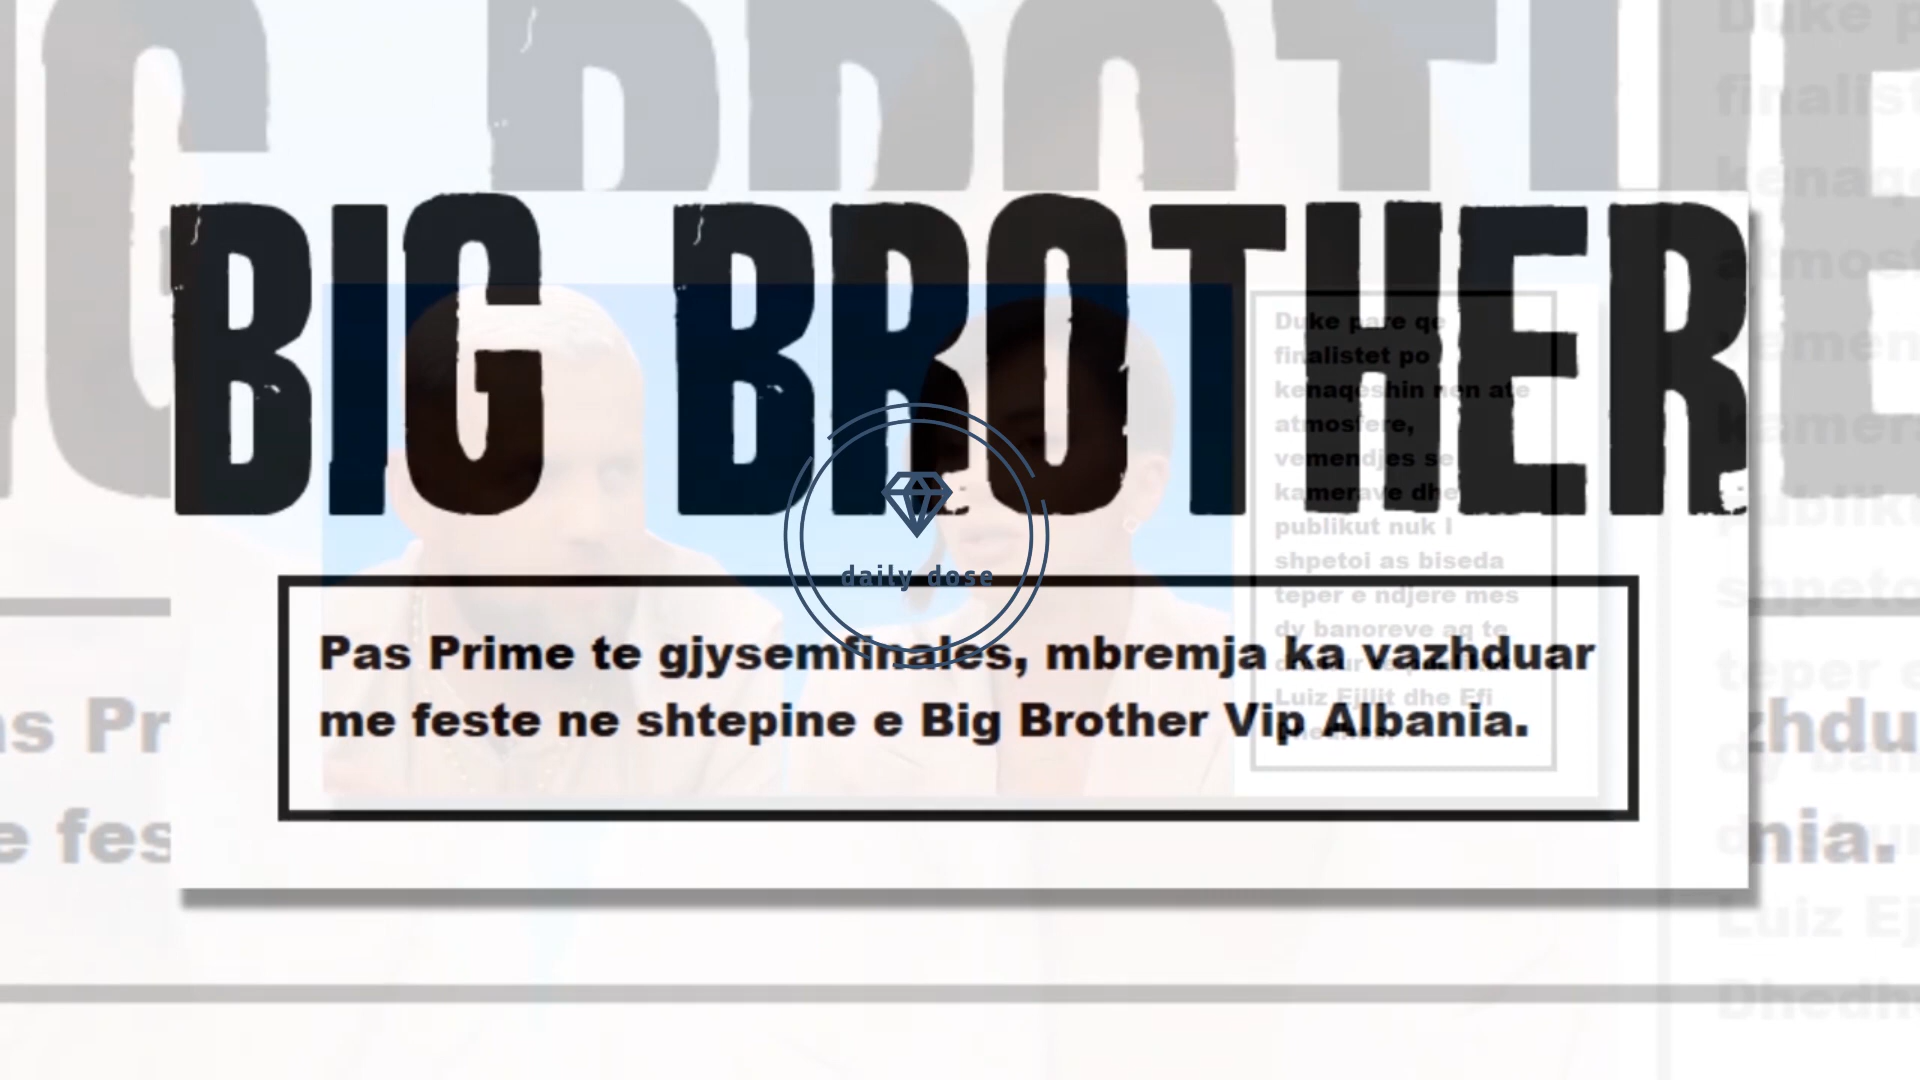 BIG BROTHER
Duke pare qe
finalistet po
kenaqeshin nen ate
atmosfere,
vemendjes se
kamerave dhe
publikut nuk I
shpetoi as biseda
teper e ndjere mes
dy banoreve aq te
Luiz Ejllit dhe Efi
daily dose
Pas Prime te gjysemfinales, mbremja ka vazhduar
me feste ne shtepine e Big Brother Vip Albania.